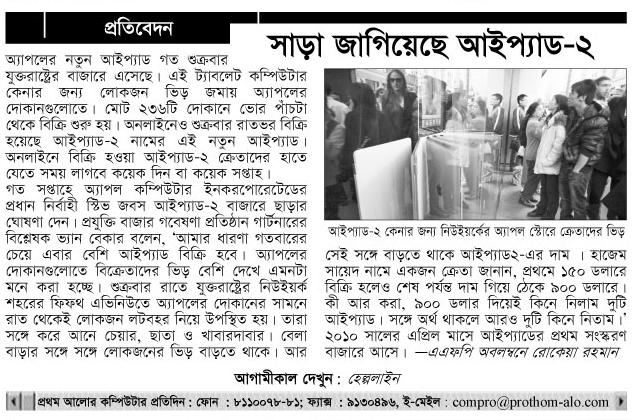 প্রতিবেদন
সাড়া জাগিয়েছে আইপ্যাড-২
অ্যাপলের নতুন আইপ্যাড গত শুক্রবার
যুক্তরাষ্ট্রের বাজারে এসেছে। এই ট্যাবলেট কম্পিউটার
কেনার জন্য লোকজন ভিড় জমায় অ্যাপলের
দোকানগুলোতে। মোট ২৩৬টি দোকানে ভোর পাঁচটা
থেকে বিক্রি শুরু হয়। অনলাইনেও শুক্রবার রাতভর বিক্রি
হয়েছে আইপ্যাড-২ নামের এই নতুন আইপ্যাড।
অনলাইনে বিক্রি হওয়া আইপ্যাড-২ ক্রেতাদের হাতে
যেতে সময় লাগবে কয়েক দিন বা কয়েক সপ্তাহ।
গত সপ্তাহে অ্যাপল কম্পিউটার ইনকরপোরেটেডের
প্রধান নির্বাহী স্টিভ জবস আইপ্যাড-২ বাজারে ছাড়ার
ঘোষণা দেন। প্রযুক্তি বাজার গবেষণা প্রতিষ্ঠান গার্টনারের
বিশ্লেষক ভ্যান বেকার বলেন, ‘আমার ধারণা গতবারের
চেয়ে এবার বেশি আইপ্যাড বিক্রি হবে। অ্যাপলের
দোকানগুলোতে বিক্রেতাদের ভিড় বেশি দেখে এমনটা
মনে করা হচ্ছে। শুক্রবার রাতে যুক্তরাষ্ট্রের নিউইয়র্ক
শহরের ফিফথ এভিনিউতে অ্যাপলের দোকানের সামনে
রাত থেকেই লোকজন লটবহর নিয়ে উপস্থিত হয়। তারা
সঙ্গে করে আনে চেয়ার, ছাতা ও খাবারদাবার। বেলা
বাড়ার সঙ্গে সঙ্গে লোকজনের ভিড় বাড়তে থাকে। আর
আইপ্যাড-২ কেনার জন্য নিউইয়র্কের অ্যাপল স্টোরে ক্রেতাদের ভিড়
সেই সঙ্গে বাড়তে থাকে আইপ্যাড২-এর দাম । হাজেম
সায়েদ নামে একজন ক্রেতা জানান, প্রথমে ১৫০ ডলারে
বিক্রি হলেও শেষ পর্যন্ত দাম গিয়ে ঠেকে ৯০০ ডলারে।
কী আর করা, ৯০০ ডলার দিয়েই কিনে নিলাম দুটি
আইপ্যাড। সঙ্গে অর্থ থাকলে আরও দুটি কিনে নিতাম।’
২০১০ সালের এপ্রিল মাসে আইপ্যাডের প্রথম সংস্করণ
বাজারে আসে। —এএফপি অবলম্বনে রোকেয়া রহমান
আগামীকাল দেখুন : হেল্পলাইন
প্রথম আলোর কম্পিউটার প্রতিদিন : ফোন : ৮১১০০৭৮-৮১; ফ্যাক্স : ৯১৩০৪৯৬, ই-মেইল : compro@prothom-alo.com